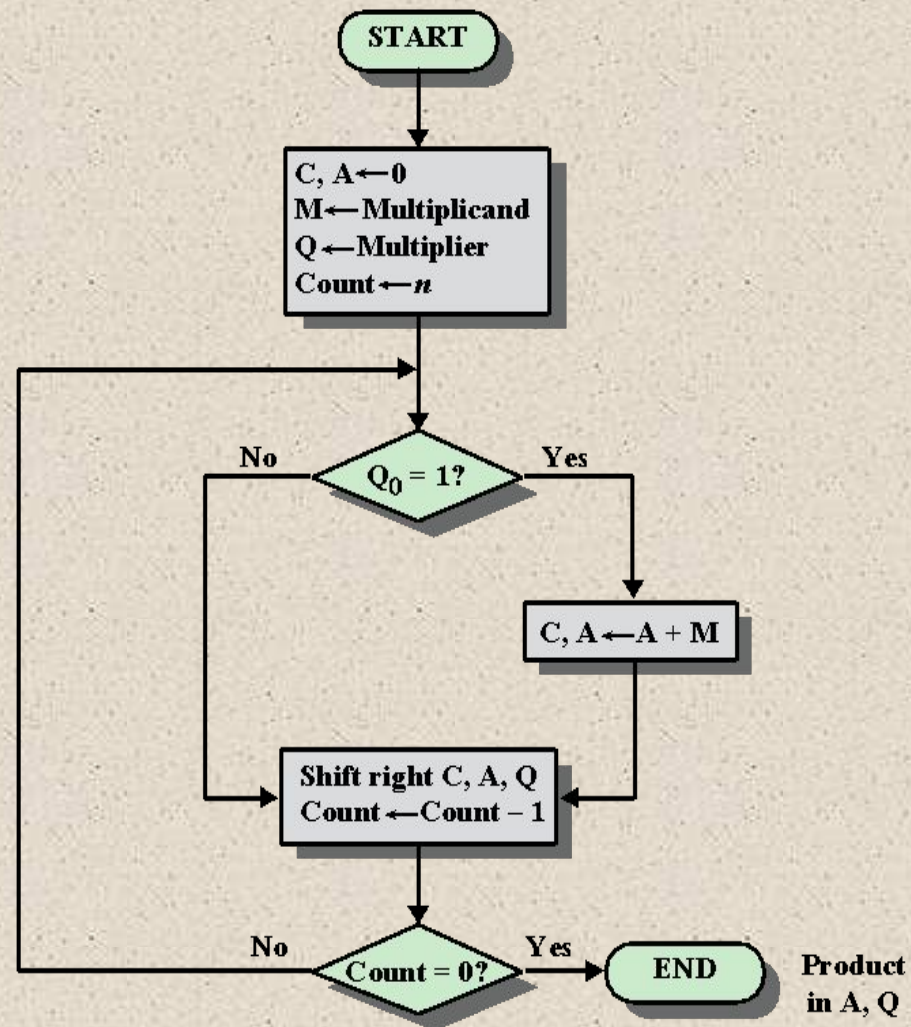 START
C, A←0
M←Multiplicand
Q←Multiplier
Count←n
No
Yes
Q₀ = 1?
C, A←A + M
Shift right C, A, Q
Count←Count – 1
No
Yes
Count = 0?
END
Product
in A, Q